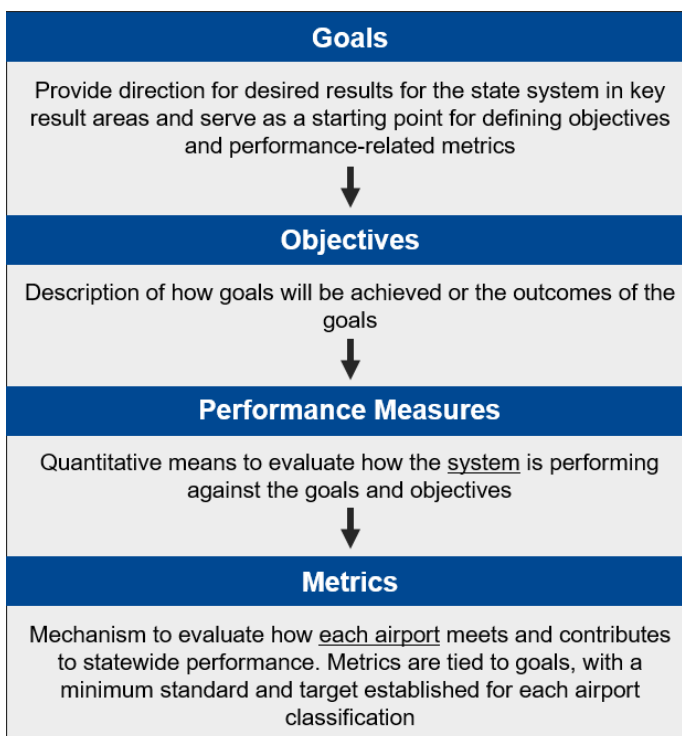 Goals
Provide direction for desired results for the state system in key
result areas and serve as a starting point for defining objectives
and performance-related metrics
Objectives
Description of how goals will be achieved or the outcomes of the
goals
Performance Measures
Quantitative means to evaluate how the system is performing
against the goals and objectives
Metrics
Mechanism to evaluate how each airport meets and contributes
to statewide performance. Metrics are tied to goals, with a
minimum standard and target established for each airport
classification